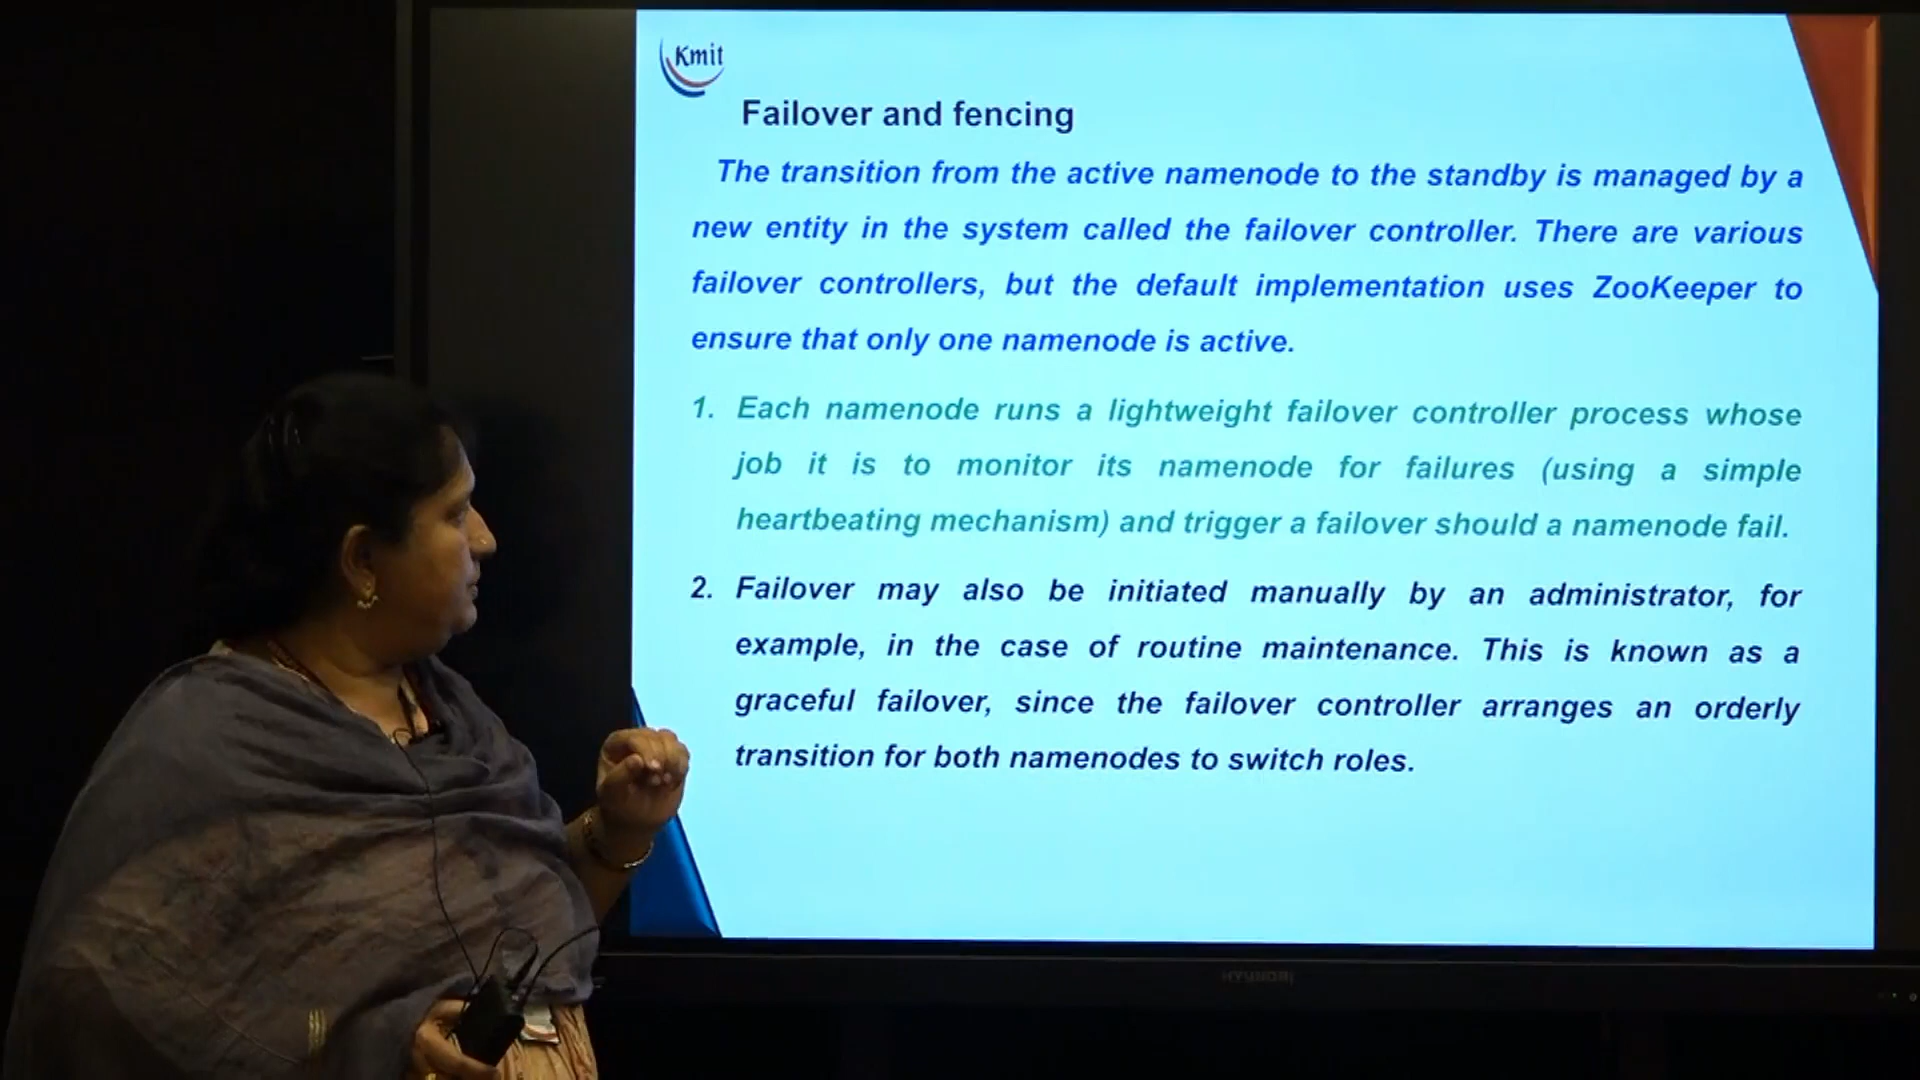 Kmit
Failover and fencing
The transition from the active namenode to the standby is managed by a
new entity in the system called the failover controller. There are various
failover controllers, but the default implementation uses ZooKeeper to
ensure that only one namenode is active.
1. Each namenode runs a lightweight failover controller process whose
job it is to monitor its namenode for failures (using a simple
heartbeating mechanism) and trigger a failover should a namenode fail.
2. Failover may also be initiated manually by an administrator, for
example, in the case of routine maintenance. This is known as a
graceful failover, since the failover controller arranges an orderly
transition for both namenodes to switch roles.
HYUNDAI